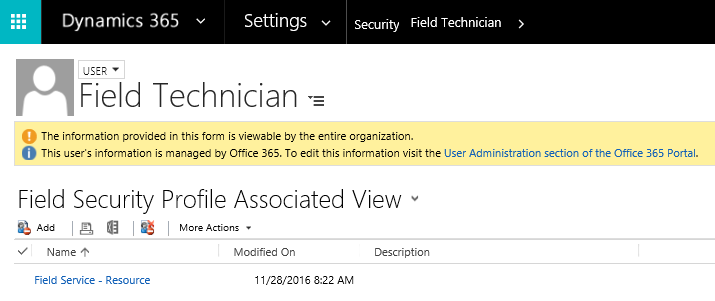 Dynamics 365 Settings Security Field Technician
USER
Field Technician
The information provided in this form is viewable by the entire organization.
This user's information is managed by Office 365. To edit this information visit the User Administration section of the Office 365 Portal.
Field Security Profile Associated View
Add More Actions
Name Modified On Description
Field Service - Resource 11/28/2016 8:22 AM